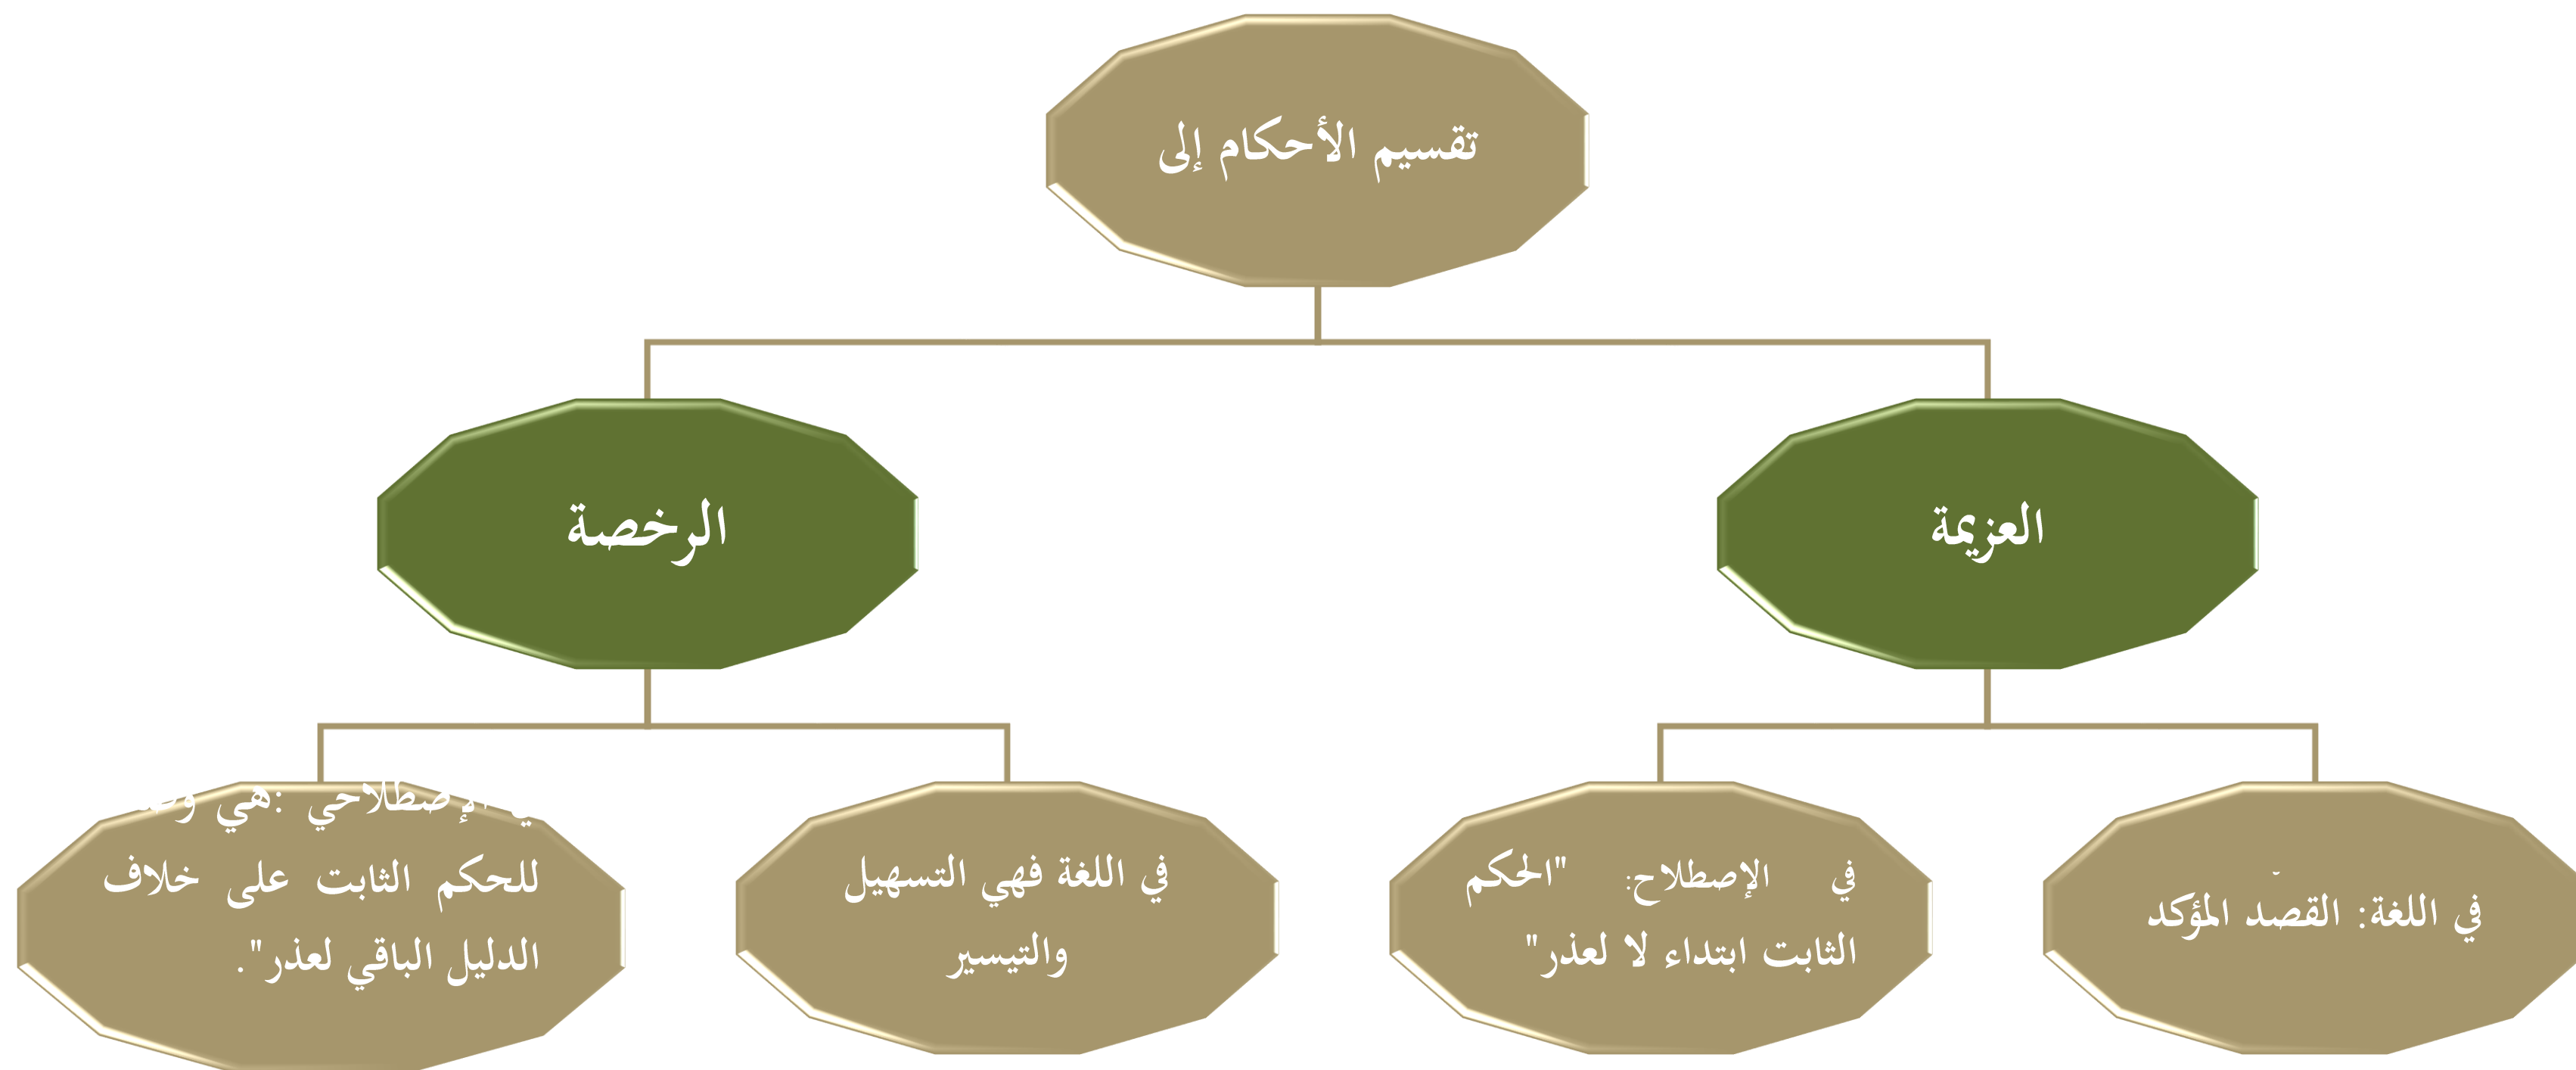 تقسيم الأحكام إلى
العزيمة
الرخصة
في اللغة: القصد المؤكد
في الإصطلاح: "الحكم
الثابت ابتداء لا لعذر"
في اللغة فهي التسهيل
والتيسير
الإصطلاحي :هي
للحكم الثابت على خلاف
الدليل الباقي لعذر".